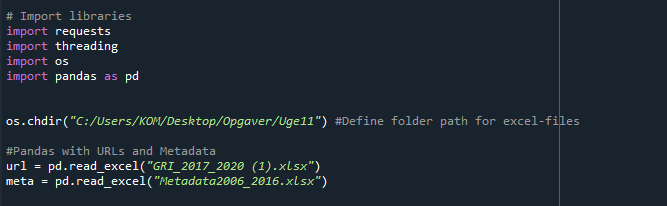 # Import libraries
import requests
import threading
import os
import pandas as pd
os.chdir("C:/Users/KOM/Desktop/Opgaver/Uge11") #Define folder path for excel-files
#Pandas with URLs and Metadata
url = pd.read_excel("GRI_2017_2020 (1).xlsx")
meta = pd.read_excel("Metadata2006_2016.xlsx")